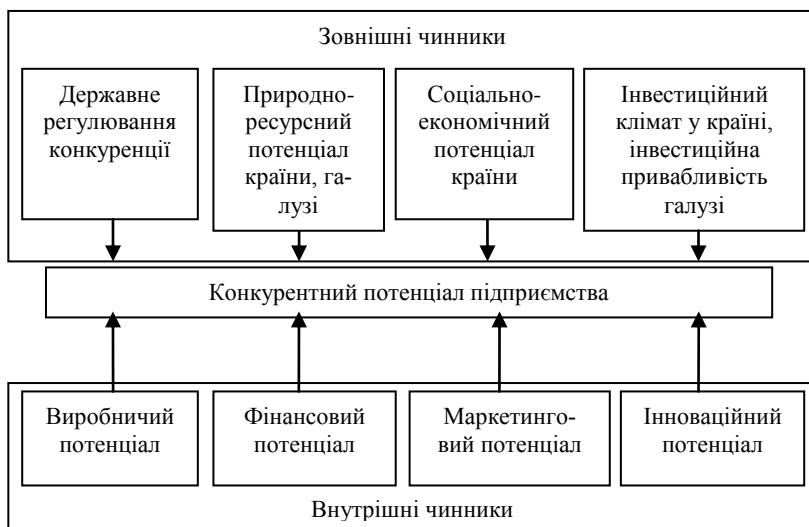 Зовнішні чинники
Державне
регулювання
конкуренції
Природно-
ресурсний
потенціал
країни, га-
лузі
Соціально-
економічний
потенціал
країни
Інвестиційний
клімат у країні,
інвестиційна
привабливість
галузі
Конкурентний потенціал підприємства
Виробничий
потенціал
Фінансовий
потенціал
Маркетинго-
вий потенціал
Інноваційний
потенціал
Внутрішні чинники